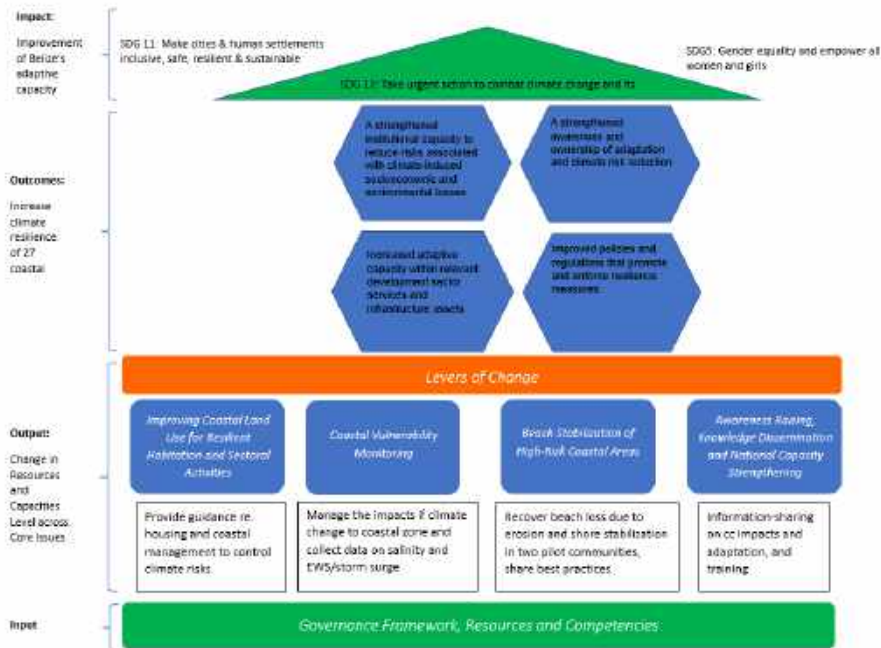 Impact:
Improvement
of Belize's
adaptive
capacity
SDG 11: Make cities & human settlements
inclusive, safe, resilient & sustainable
SDG5: Gender equality and empower all
women and girls
SDG 13: Take urgent action to combat climate change and its
Outcomes:
Increase
climate
resilience
of 27
coastal
A strengthened
institutional capacity to
reduce risks associated
with climate-induced
socioeconomic and
environmental losses
A strengthened
awareness and
ownership of adaptation
and climate risk reduction
Increased adaptive
capacity within relevant
development sector
services and
infrastructure assets
Improved policies and
regulations that promote
and enforce resilience
measures
Levers of Change
Output:
Change in
Resources
and
Capacities
Level across
Core Issues
Improving Coastal Land
Use for Resilient
Habitation and Sectoral
Activities
Coastal Vulnerability
Monitoring
Beach Stabilization of
High-Risk Coastal Areas
Awareness Raising,
Knowledge Dissemination
and National Capacity
Strengthening
Provide guidance re.
housing and coastal
management to control
climate risks
Manage the impacts if climate
change to coastal zone and
collect data on salinity and
EWS/storm surge
Recover beach loss due to
erosion and shore stabilization
in two pilot communities,
share best practices
Information-sharing
on cc impacts and
adaptation, and
training
Input
Governance Framework, Resources and Competencies